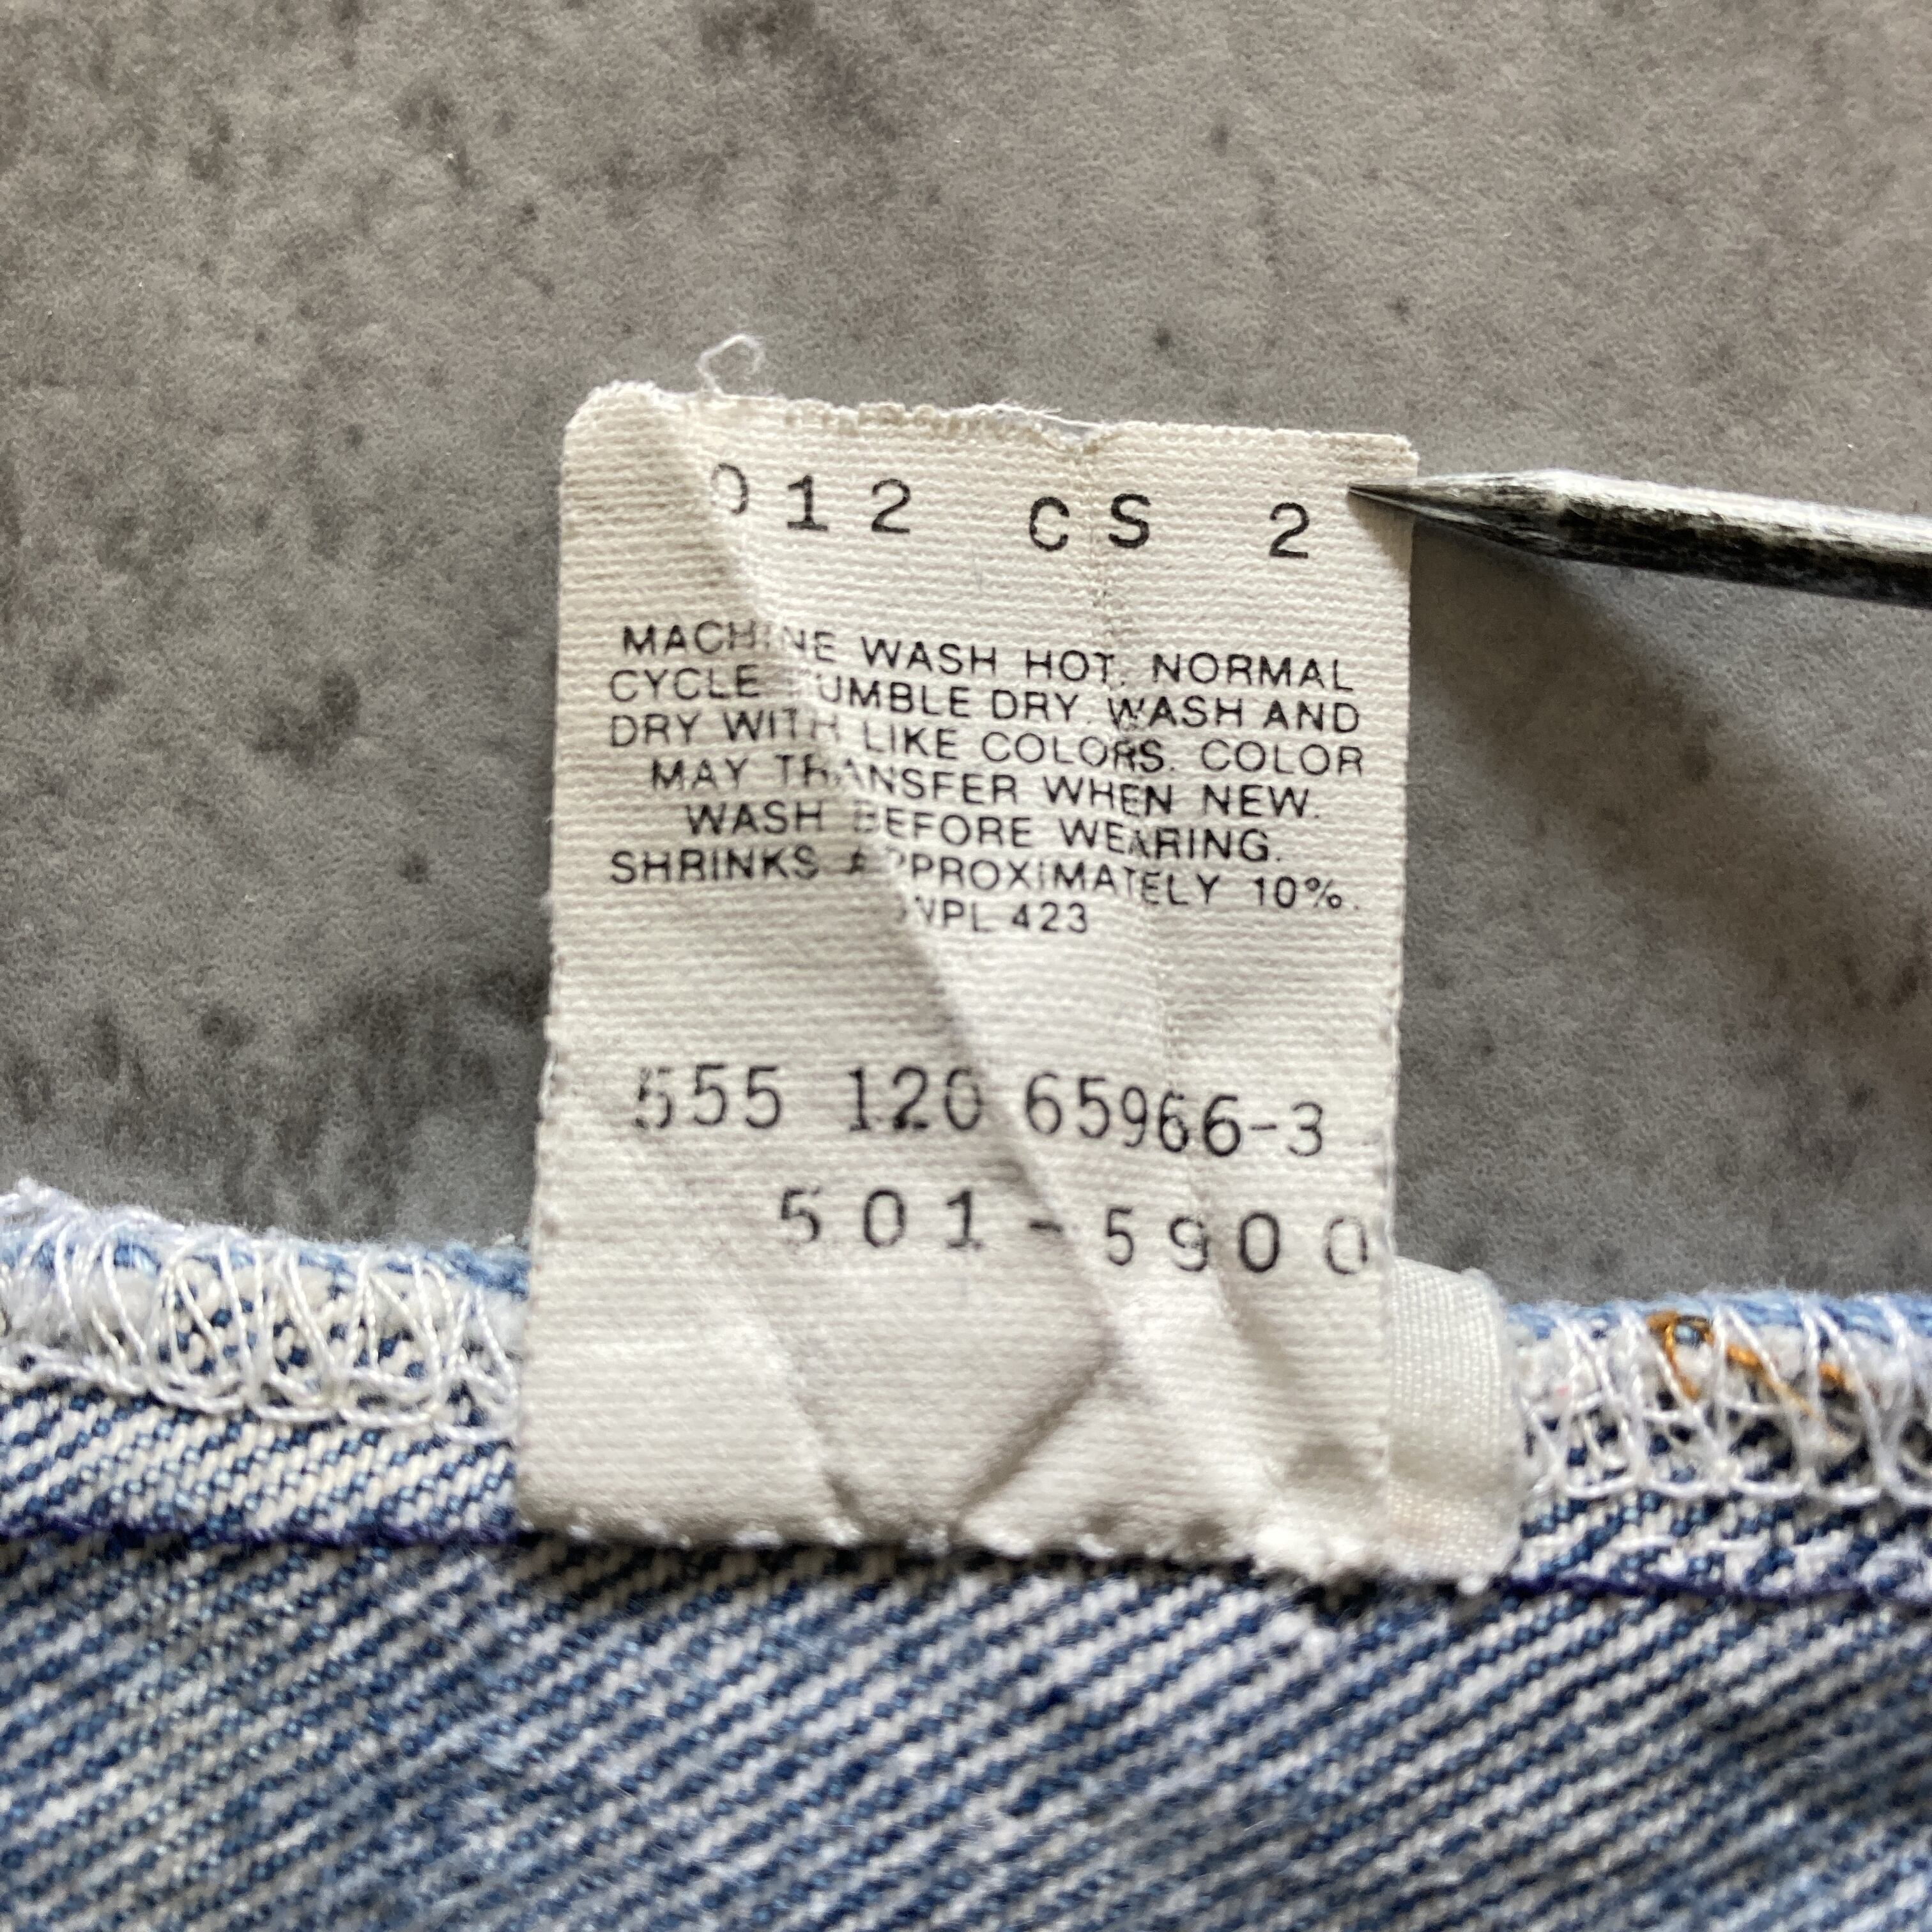 012 CS 2
MACHINE WASH HOT. NORMAL
CYCLE TUMBLE DRY. WASH AND
DRY WITH LIKE COLORS. COLOR
MAY TRANSFER WHEN NEW.
WASH BEFORE WEARING.
SHRINKS APPROXIMATELY 10%.
WPL 423
555 120 65966-3
501-5900